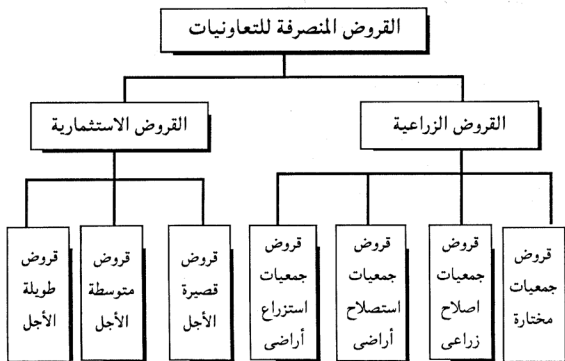 القروض المنصرفة للتعاونيات
القروض الزراعية
القروض الاستثمارية
قروض
جمعيات
مختارة
قروض
جمعيات
اصلاح
زراعى
قروض
جمعيات
استصلاح
أراضى
قروض
جمعيات
استزراع
أراضى
قروض
قصيرة
الأجل
قروض
متوسطة
الأجل
قروض
طويلة
الأجل